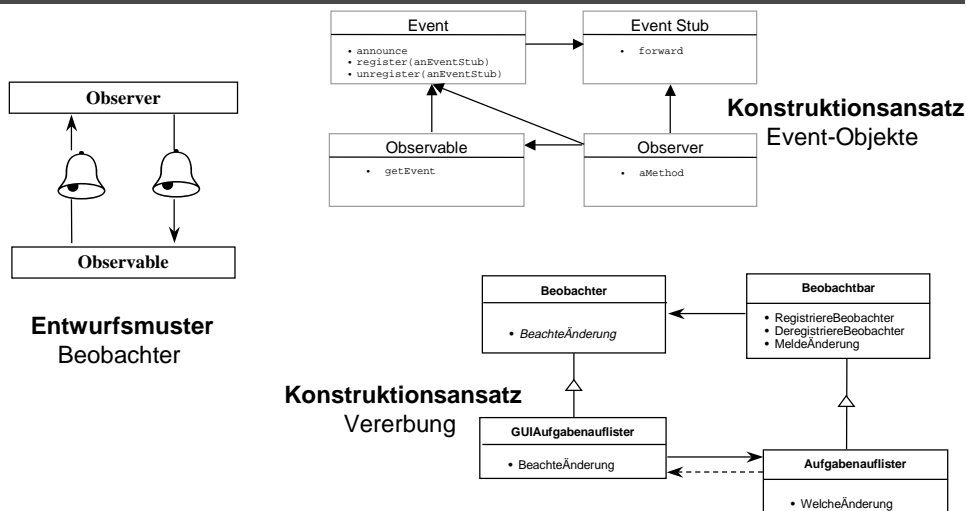 Observer
Observable
Entwurfsmuster
Beobachter
Event
• announce
• register(anEventStub)
• unregister(anEventStub)
Event Stub
• forward
Observable
• getEvent
Observer
• aMethod
Konstruktionsansatz
Event-Objekte
Beobachter
• BeachteÄnderung
Beobachtbar
• RegistriereBeobachter
• DeregistriereBeobachter
• MeldeÄnderung
Konstruktionsansatz
Vererbung
GUIAufgabenauflister
• BeachteÄnderung
Aufgabenauflister
• WelcheÄnderung